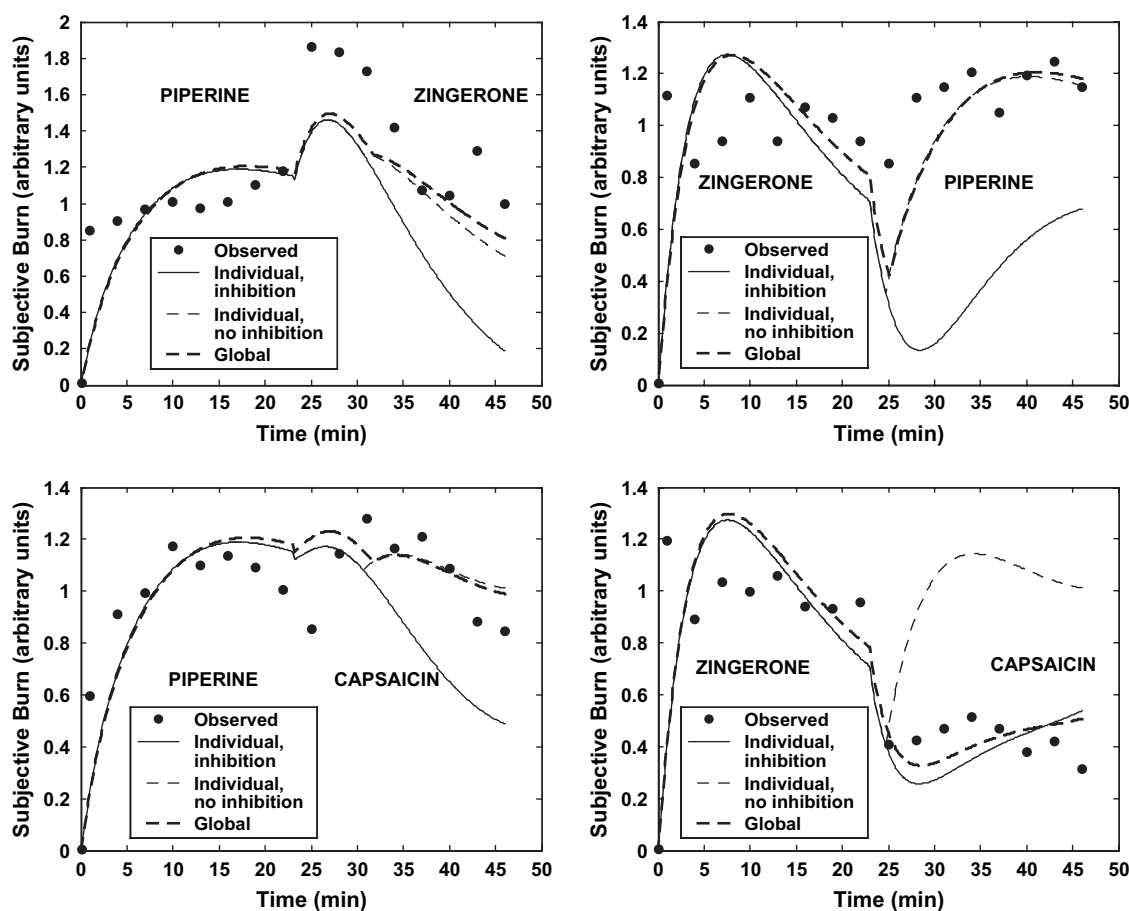 Subjective Burn (arbitrary units)
2
1.8
1.6
1.4
1.2
1
0.8
0.6
0.4
0.2
0
PIPERINE ZINGERONE
Observed
Individual,
inhibition
Individual,
no inhibition
Global
0 5 10 15 20 25 30 35 40 45 50
Time (min)
Subjective Burn (arbitrary units)
1.4
1.2
1
0.8
0.6
0.4
0.2
0
ZINGERONE PIPERINE
Observed
Individual,
inhibition
Individual,
no inhibition
Global
0 5 10 15 20 25 30 35 40 45 50
Time (min)
Subjective Burn (arbitrary units)
1.4
1.2
1
0.8
0.6
0.4
0.2
0
PIPERINE CAPSAICIN
Observed
Individual,
inhibition
Individual,
no inhibition
Global
0 5 10 15 20 25 30 35 40 45 50
Time (min)
Subjective Burn (arbitrary units)
1.4
1.2
1
0.8
0.6
0.4
0.2
0
ZINGERONE CAPSAICIN
Observed
Individual,
inhibition
Individual,
no inhibition
Global
0 5 10 15 20 25 30 35 40 45 50
Time (min)